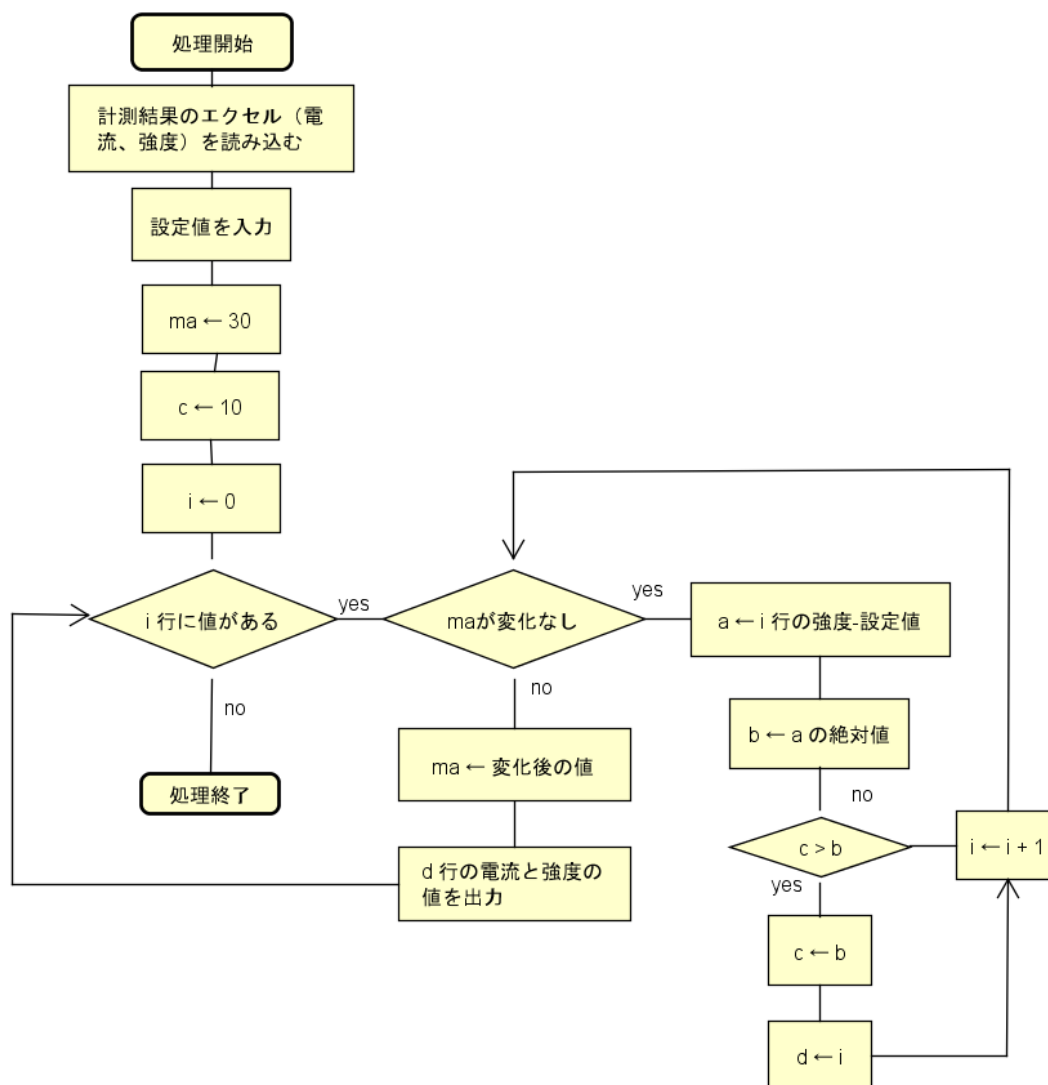 処理開始
計測結果のエクセル（電
流、強度）を読み込む
設定値を入力
ma ← 30
c ← 10
i ← 0
i 行に値がある
yes
no
処理終了
maが変化なし
yes
no
ma ← 変化後の値
d 行の電流と強度の
値を出力
a ← i 行の強度-設定値
b ← a の絶対値
no
c > b
yes
i ← i + 1
c ← b
d ← i